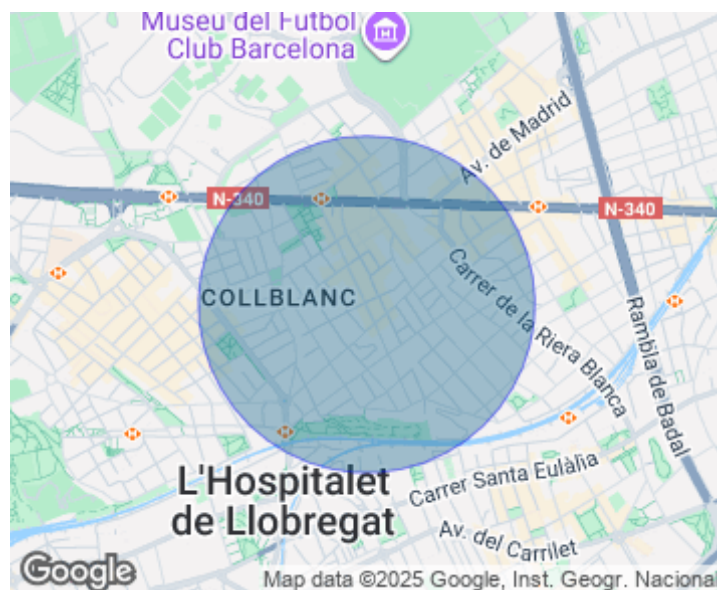 Museu del Futbol
Club Barcelona
Av. de Madrid
N-340
N-340
Carrer de la Riera Blanca
COLLBLANC
Rambla de Badal
L'Hospitalet
de Llobregat
Carrer Santa Eulàlia
Av. del Carrilet
Google
Map data ©2025 Google, Inst. Geogr. Nacional